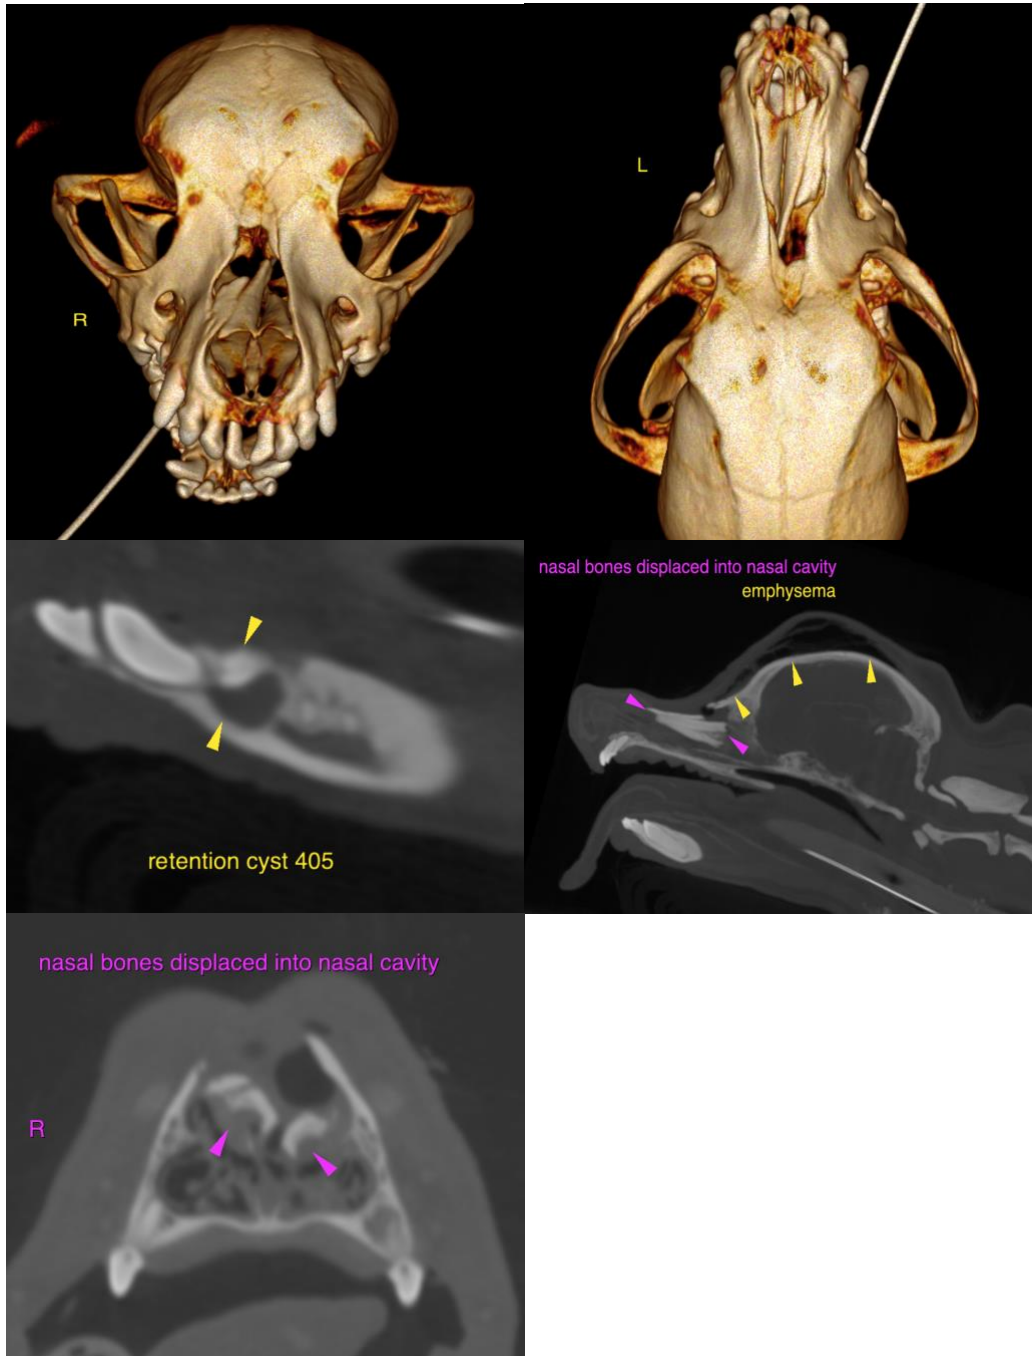 R
L
retention cyst 405
nasal bones displaced into nasal cavity
emphysema
nasal bones displaced into nasal cavity
R